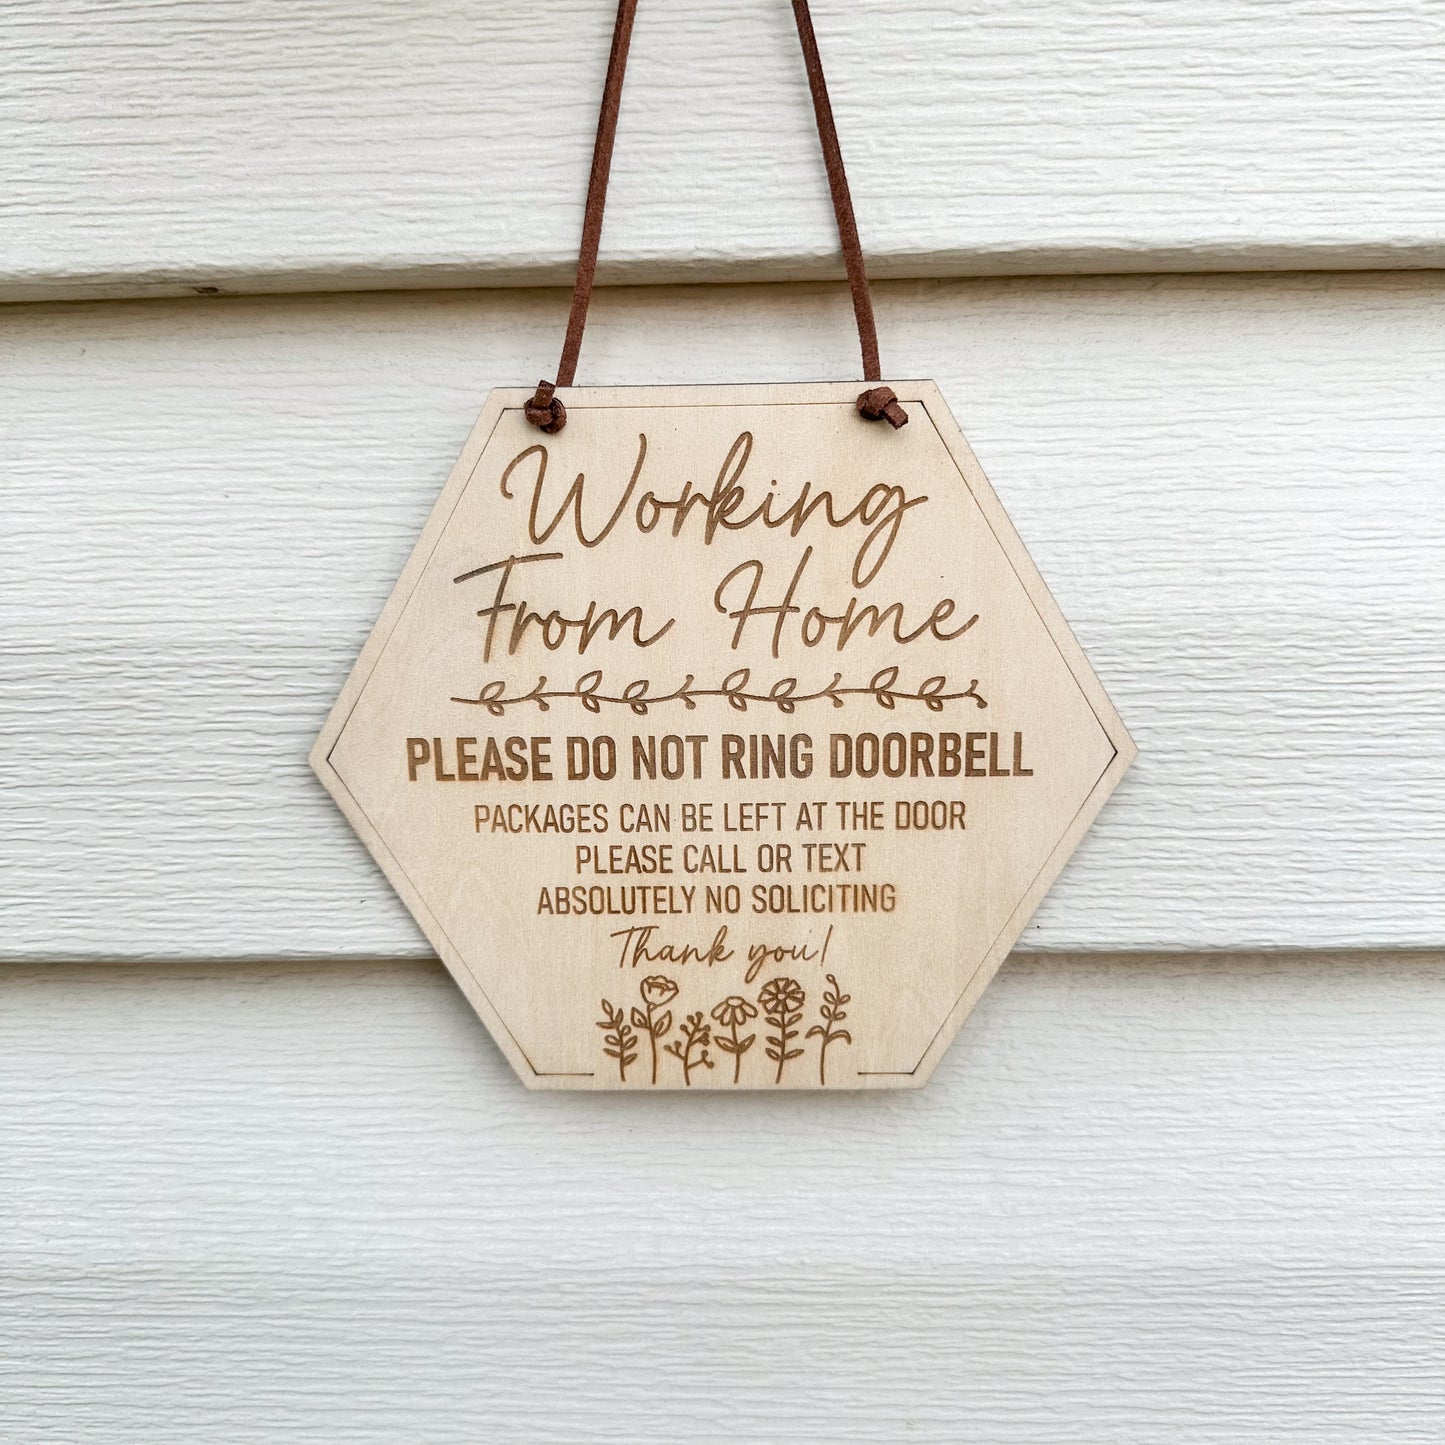 Working
From Home
PLEASE DO NOT RING DOORBELL
PACKAGES CAN BE LEFT AT THE DOOR
PLEASE CALL OR TEXT
ABSOLUTELY NO SOLICITING
Thank you!